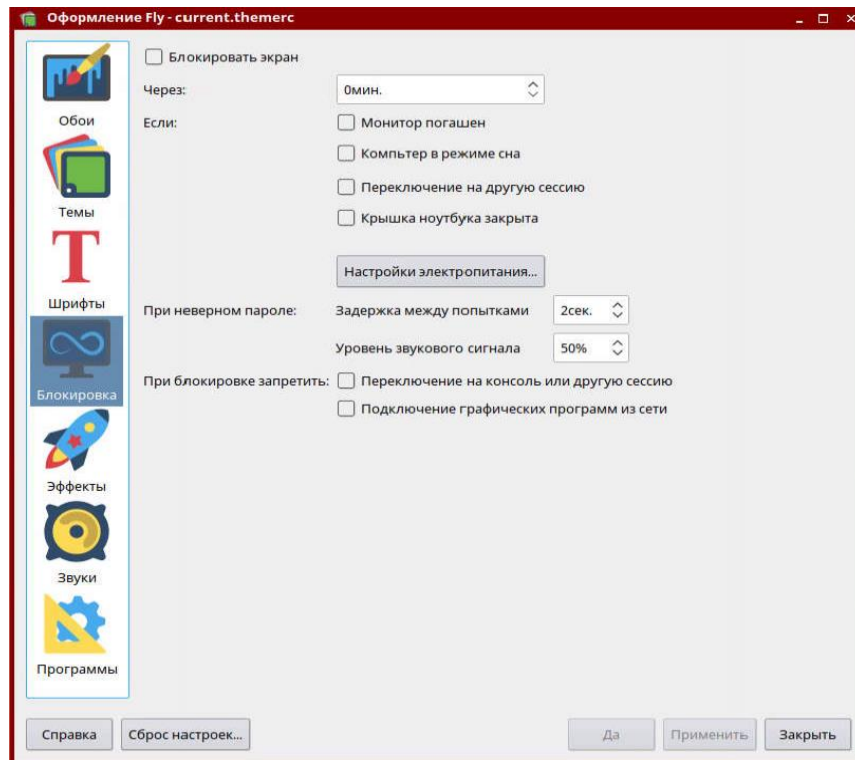 Оформление Fly - current.themerc
Обои
Темы
Шрифты
Блокировка
Эффекты
Звуки
Программы
Блокировать экран
Через: 0мин.
Если: Монитор погашен
Компьтер в режиме сна
Переключение на другую сессию
Крышка ноутбука закрыта
Настройки электропитания...
При неверном пароле: Задержка между попытками 2сек.
Уровень звукового сигнала 50%
При блокировке запретить: Переключение на консоль или другую сессию
Подключение графических программ из сети
Справка Сброс настроек... Да Применить Закрыть